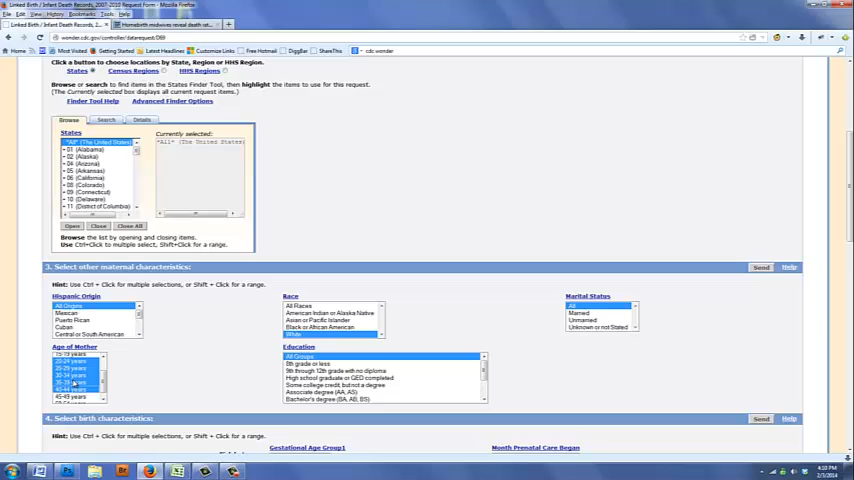 Linked Birth / Infant Death Records, 2007-2010 Request Form - Mozilla Firefox
File Edit View History Bookmarks Tools Help
Linked Birth / Infant Death Records, 2... Homebirth midwives reveal death rat...
wonder.cdc.gov/controller/datarequest/D69
Home Most Visited Getting Started Latest Headlines Customize Links Free Hotmail DiggBar ShareThis cdc wonder
Click a button to choose locations by State, Region or HHS Region.
States Census Regions HHS Regions
Browse or search to find items in the States Finder Tool, then highlight the items to use for this request.
(The Currently selected box displays all current request items.)
Finder Tool Help Advanced Finder Options
Browse Search Details
States Currently selected:
*All* (The United States) *All* (The United States)
01 (Alabama)
02 (Alaska)
04 (Arizona)
05 (Arkansas)
06 (California)
08 (Colorado)
09 (Connecticut)
10 (Delaware)
11 (District of Columbia)
Open Close Close All
Browse the list by opening and closing items.
Use Ctrl+Click to multiple select, Shift+Click for a range.
3. Select other maternal characteristics: Send Help
Hint: Use Ctrl + Click for multiple selections, or Shift + Click for a range.
Hispanic Origin Race Marital Status
All Origins All Races All
Mexican American Indian or Alaska Native Married
Puerto Rican Asian or Pacific Islander Unmarried
Cuban Black or African American Unknown or not Stated
Central or South American White
Age of Mother Education
15-19 years All Groups
20-24 years 8th grade or less
25-29 years 9th through 12th grade with no diploma
30-34 years High school graduate or GED completed
35-39 years Some college credit, but not a degree
40-44 years Associate degree (AA, AS)
45-49 years Bachelor's degree (BA, AB, BS)
4. Select birth characteristics: Send Help
Hint: Use Ctrl + Click for multiple selections, or Shift + Click for a range.
Gestational Age Group1 Month Prenatal Care Began
4:10 PM
2/3/2014